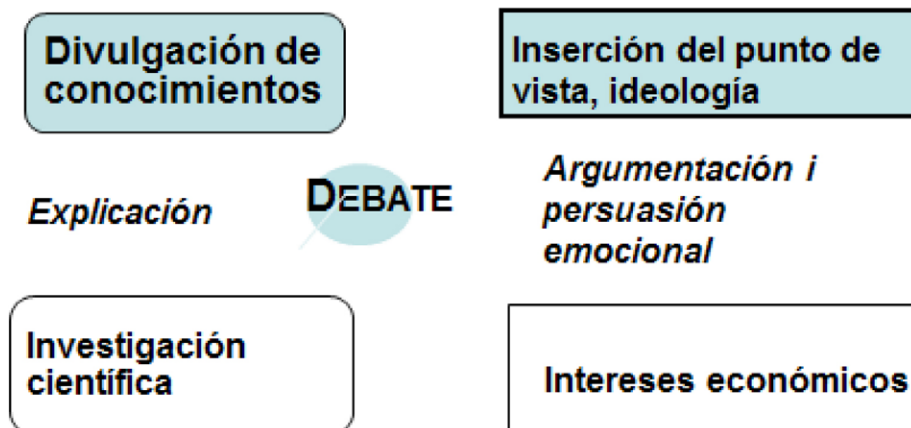 Divulgación de
conocimientos
Inserción del punto de
vista, ideología
Explicación
DEBATE
Argumentación i
persuasión
emocional
Investigación
científica
Intereses económicos